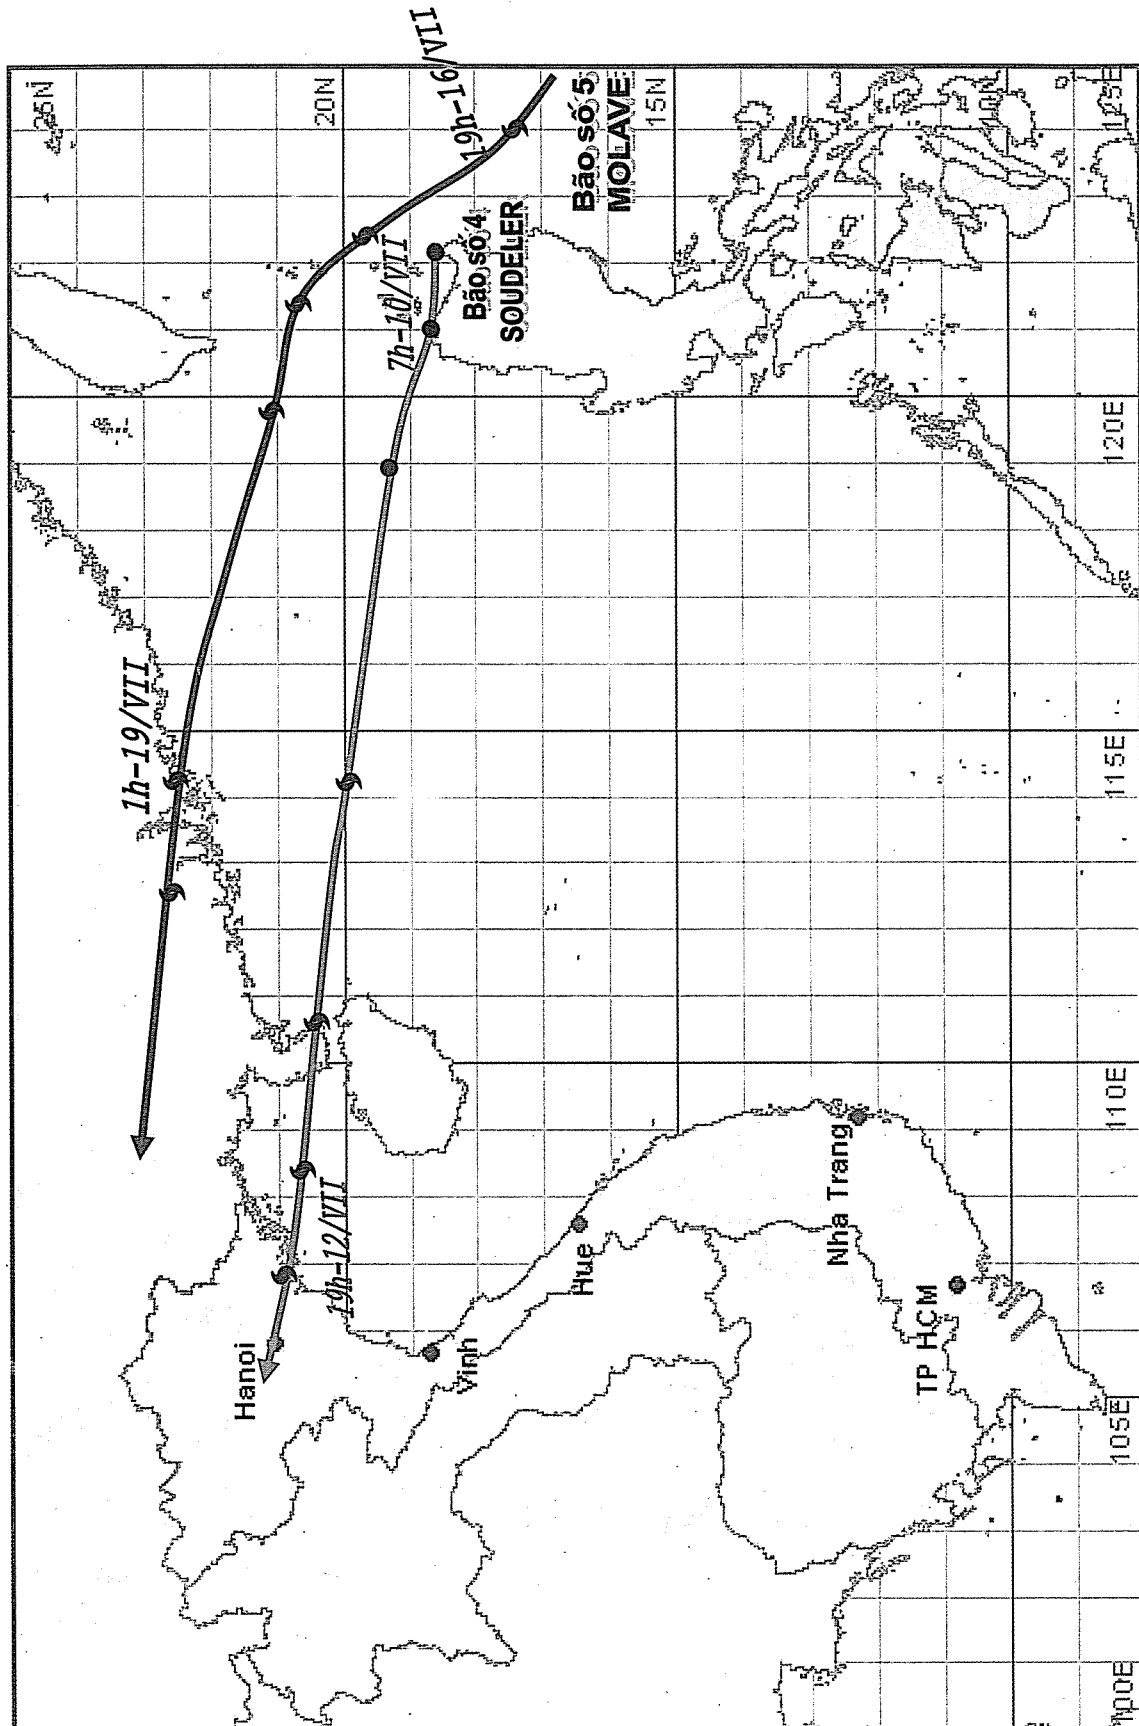 25N
20N
15N
10N
125E
120E
115E
110E
105E
100E
19h-16/VII
Bão số 5
MOLAVE
7h-10/VII
Bão số 4
SOUDELER
1h-19/VII
19h-12/VII
Hanoi
Vinh
Hue
Nha Trang
TP HCM